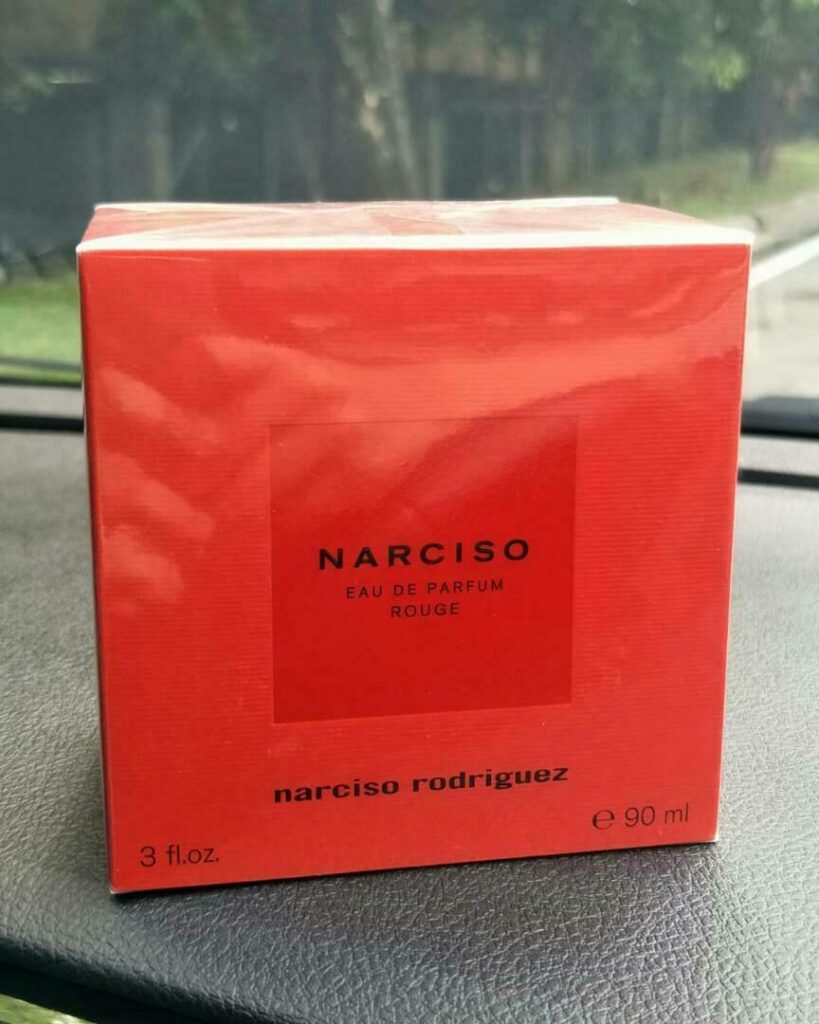 NARCISO
EAU DE PARFUM
ROUGE
narciso rodriguez
3 fl.oz.
℮ 90 ml